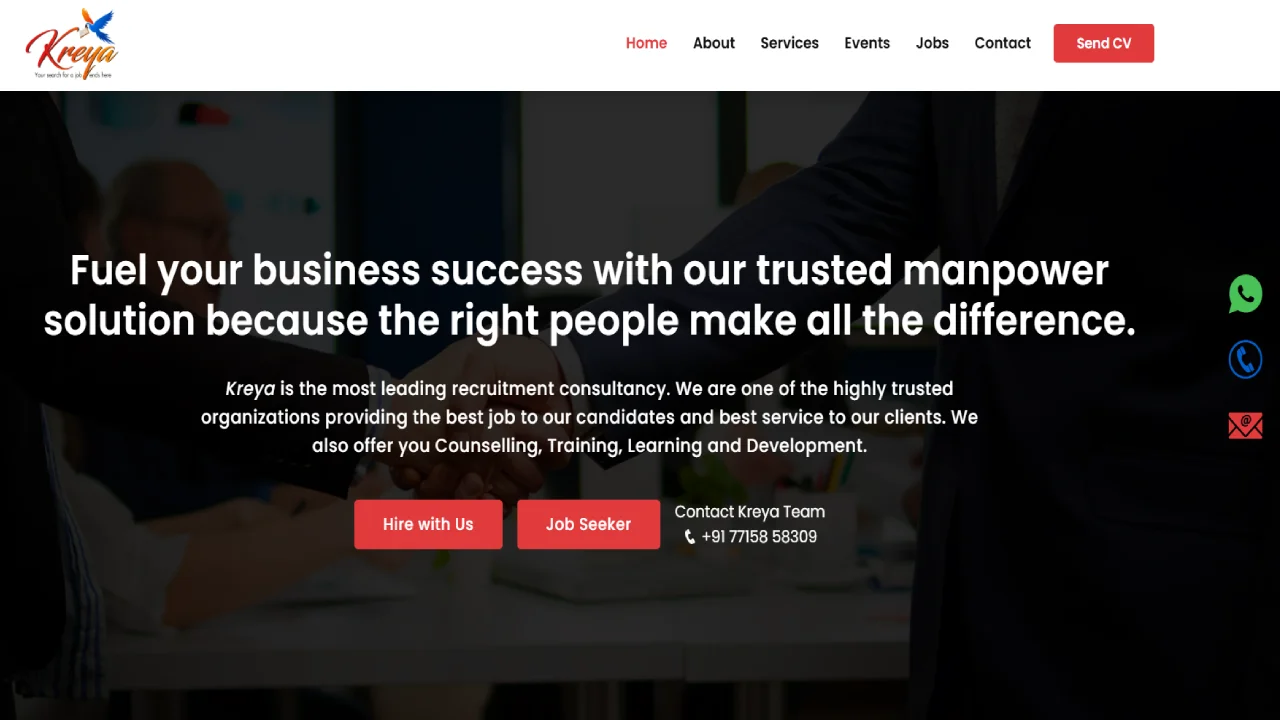 Kreya
Your search for a job ends here
Home About Services Events Jobs Contact Send CV
Fuel your business success with our trusted manpower
solution because the right people make all the difference.
Kreya is the most leading recruitment consultancy. We are one of the highly trusted
organizations providing the best job to our candidates and best service to our clients. We
also offer you Counselling, Training, Learning and Development.
Hire with Us Job Seeker
Contact Kreya Team
+91 77158 58309
@